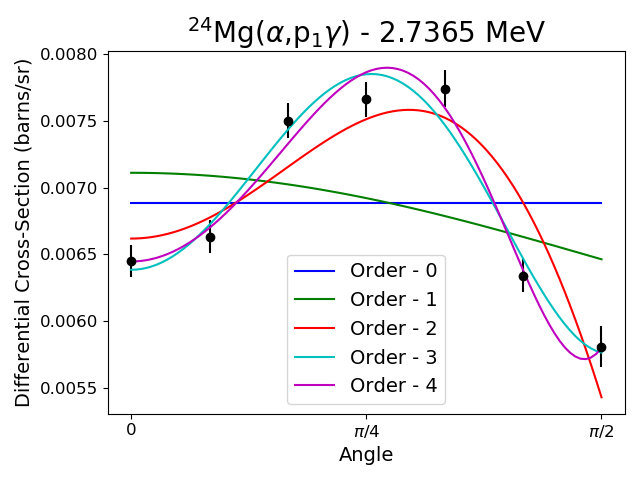 ²⁴Mg(α,p₁γ) - 2.7365 MeV
Differential Cross-Section (barns/sr)
0.0080
0.0075
0.0070
0.0065
0.0060
0.0055
Order - 0
Order - 1
Order - 2
Order - 3
Order - 4
0
π/4
π/2
Angle